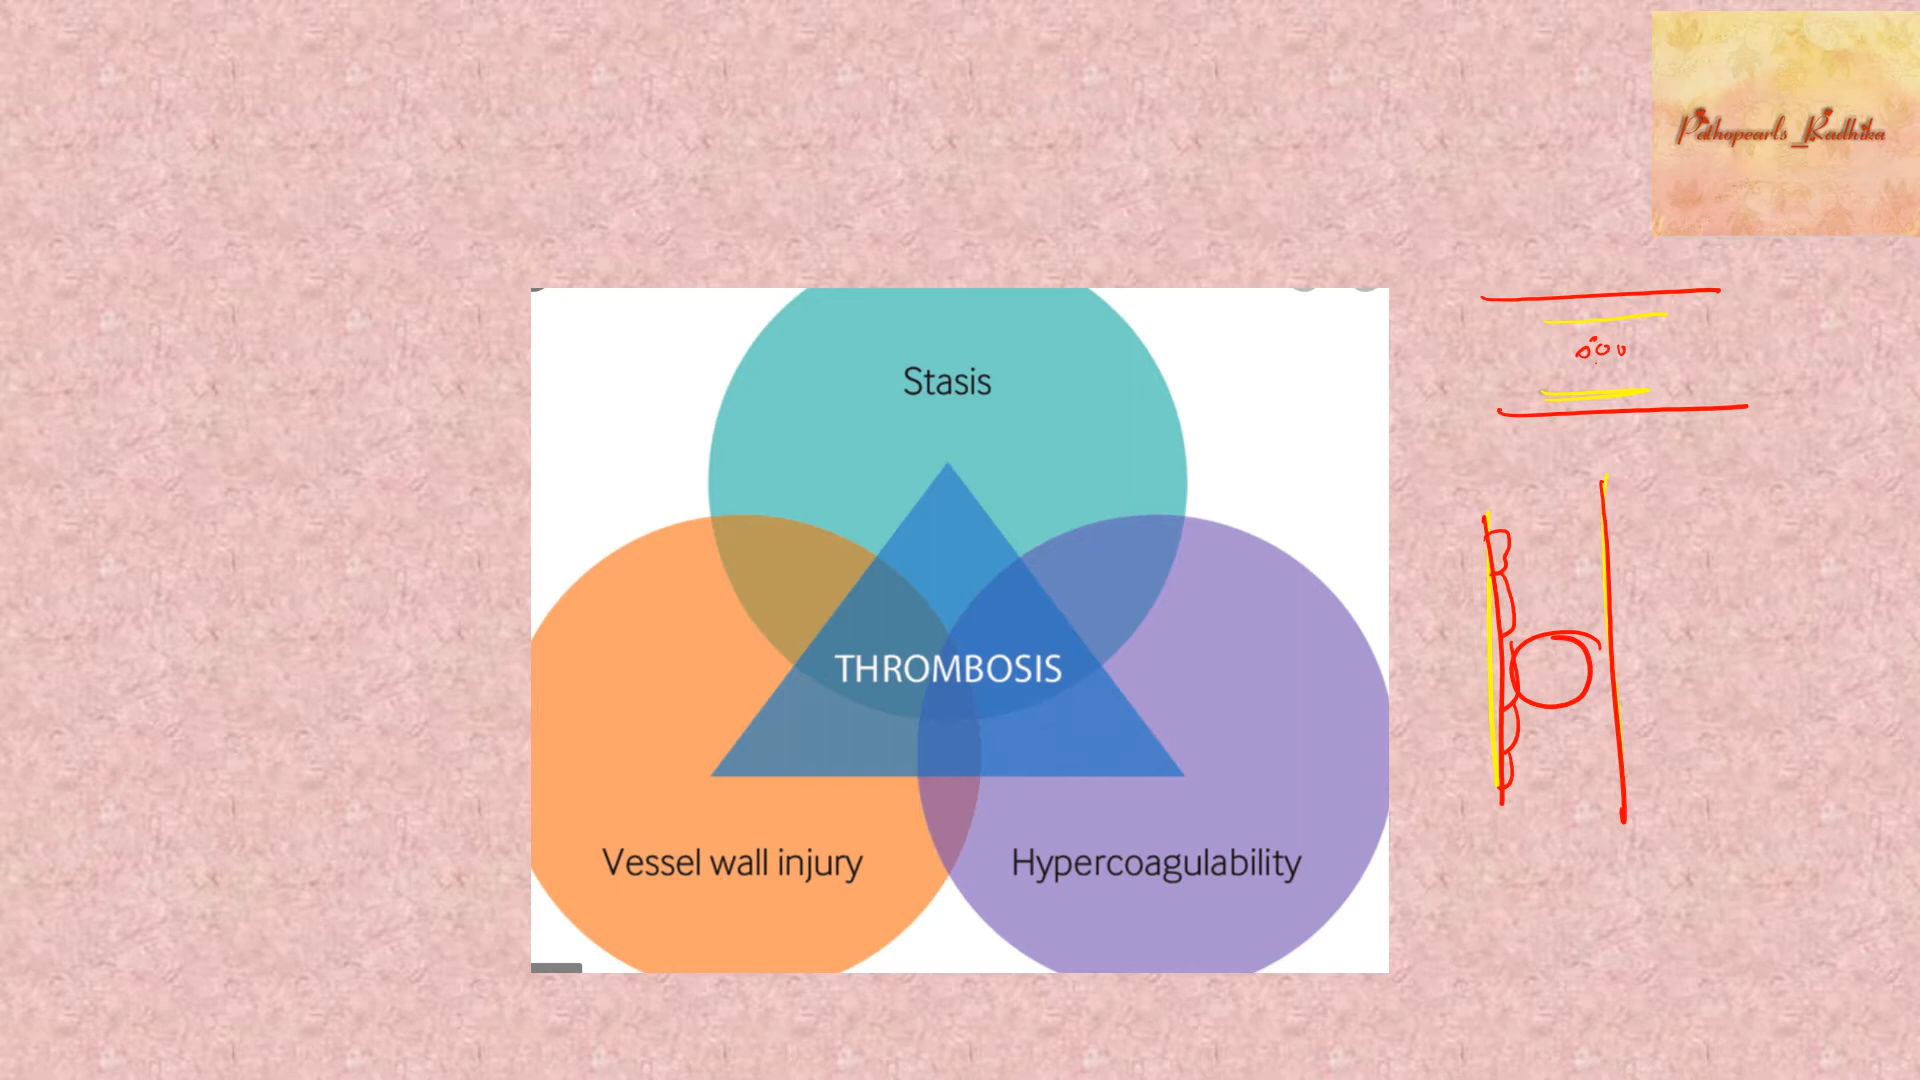 Pathopearls_Radhika
Stasis
THROMBOSIS
Vessel wall injury
Hypercoagulability